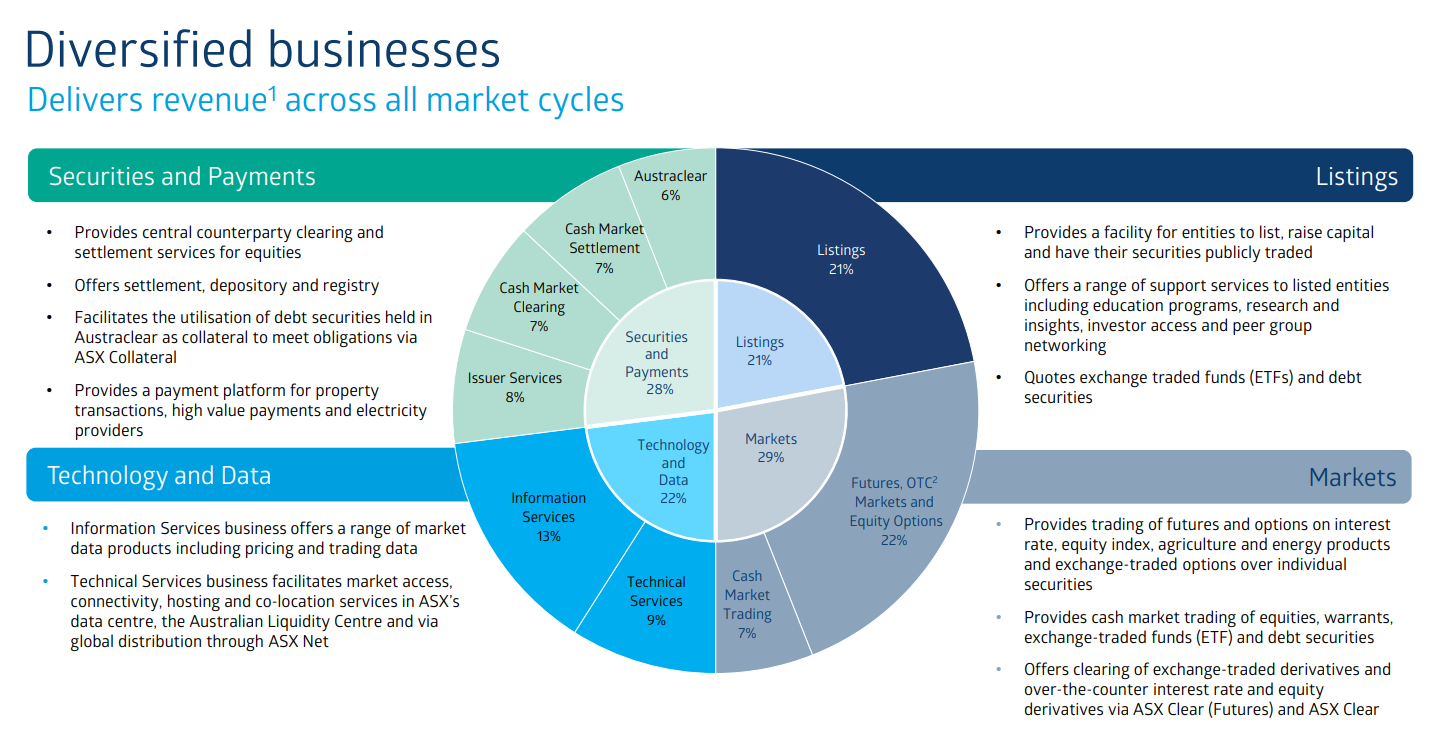 Diversified businesses
Delivers revenue¹ across all market cycles
Securities and Payments
• Provides central counterparty clearing and
settlement services for equities
• Offers settlement, depository and registry
• Facilitates the utilisation of debt securities held in
Austraclear as collateral to meet obligations via
ASX Collateral
• Provides a payment platform for property
transactions, high value payments and electricity
providers
Technology and Data
• Information Services business offers a range of market
data products including pricing and trading data
• Technical Services business facilitates market access,
connectivity, hosting and co-location services in ASX's
data centre, the Australian Liquidity Centre and via
global distribution through ASX Net
Austraclear
6%
Cash Market
Settlement
7%
Cash Market
Clearing
7%
Issuer Services
8%
Information
Services
13%
Technical
Services
9%
Securities
and
Payments
28%
Technology
and
Data
22%
Listings
21%
Markets
29%
Listings
21%
Futures, OTC²
Markets and
Equity Options
22%
Cash
Market
Trading
7%
Listings
• Provides a facility for entities to list, raise capital
and have their securities publicly traded
• Offers a range of support services to listed entities
including education programs, research and
insights, investor access and peer group
networking
• Quotes exchange traded funds (ETFs) and debt
securities
Markets
• Provides trading of futures and options on interest
rate, equity index, agriculture and energy products
and exchange-traded options over individual
securities
• Provides cash market trading of equities, warrants,
exchange-traded funds (ETF) and debt securities
• Offers clearing of exchange-traded derivatives and
over-the-counter interest rate and equity
derivatives via ASX Clear (Futures) and ASX Clear